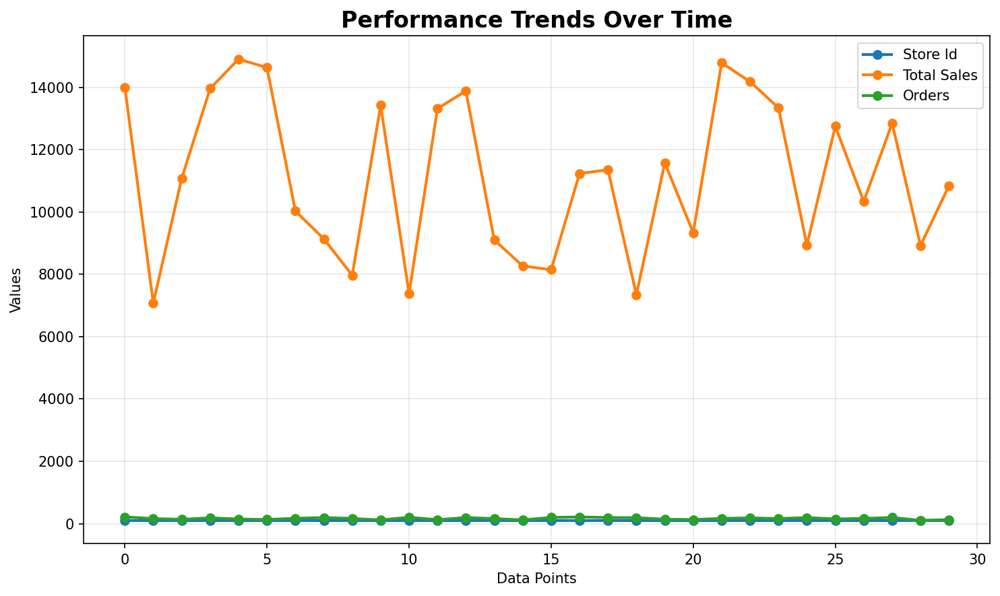 Performance Trends Over Time
Store Id
Total Sales
Orders
14000
12000
10000
8000
6000
4000
2000
0
Values
0 5 10 15 20 25 30
Data Points